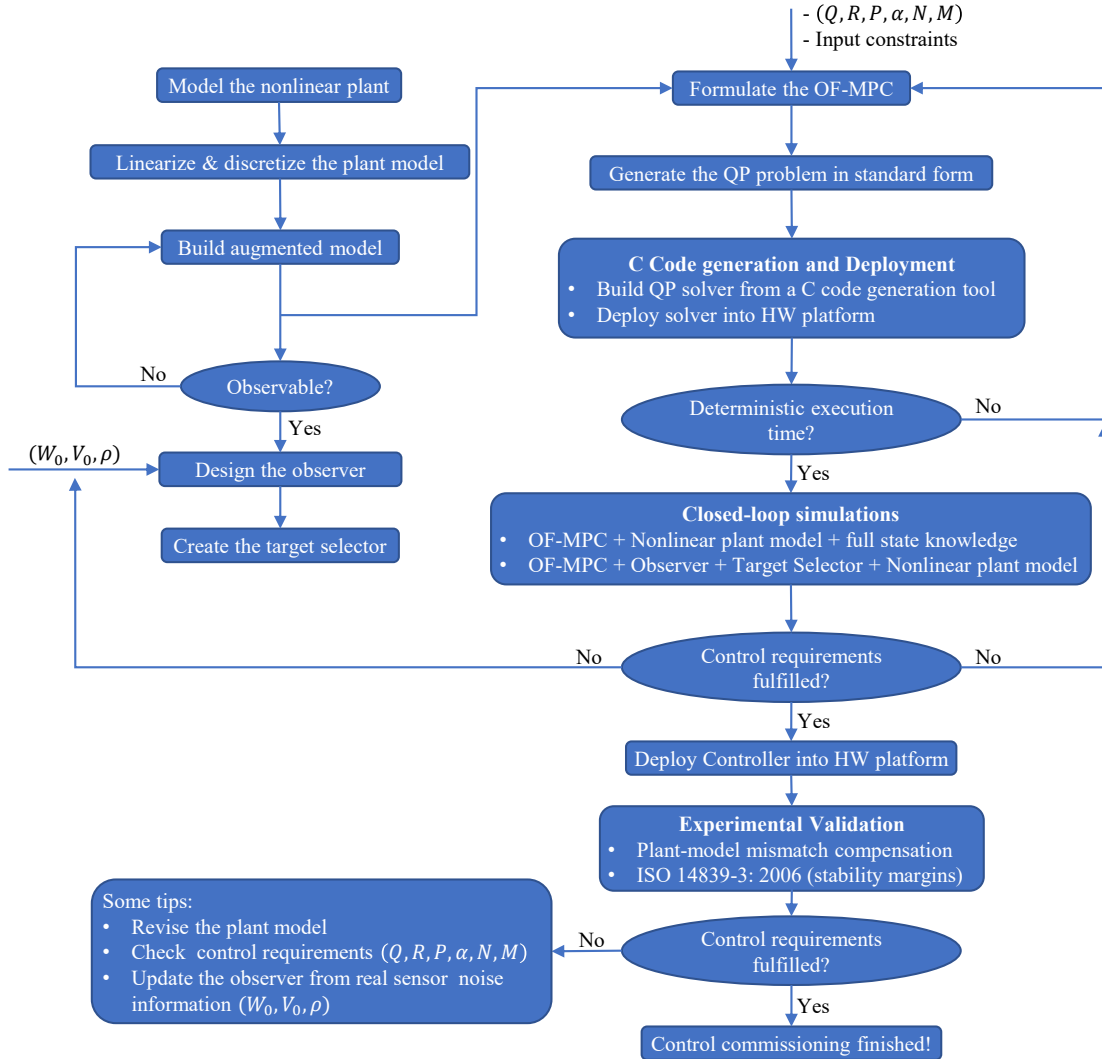 Model the nonlinear plant
Linearize & discretize the plant model
Build augmented model
No
Observable?
Yes
(W₀, V₀, ρ)
Design the observer
Create the target selector
- (Q, R, P, α, N, M)
- Input constraints
Formulate the OF-MPC
Generate the QP problem in standard form
C Code generation and Deployment
• Build QP solver from a C code generation tool
• Deploy solver into HW platform
Deterministic execution
time?
No
Yes
Closed-loop simulations
• OF-MPC + Nonlinear plant model + full state knowledge
• OF-MPC + Observer + Target Selector + Nonlinear plant model
No
Control requirements
fulfilled?
No
Yes
Deploy Controller into HW platform
Experimental Validation
• Plant-model mismatch compensation
• ISO 14839-3: 2006 (stability margins)
Control requirements
fulfilled?
No
Yes
Some tips:
• Revise the plant model
• Check control requirements (Q, R, P, α, N, M)
• Update the observer from real sensor noise
information (W₀, V₀, ρ)
Control commissioning finished!